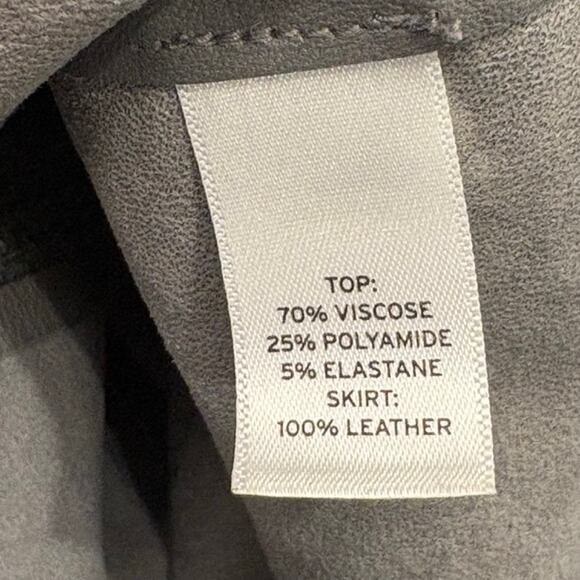 TOP:
70% VISCOSE
25% POLYAMIDE
5% ELASTANE
SKIRT:
100% LEATHER